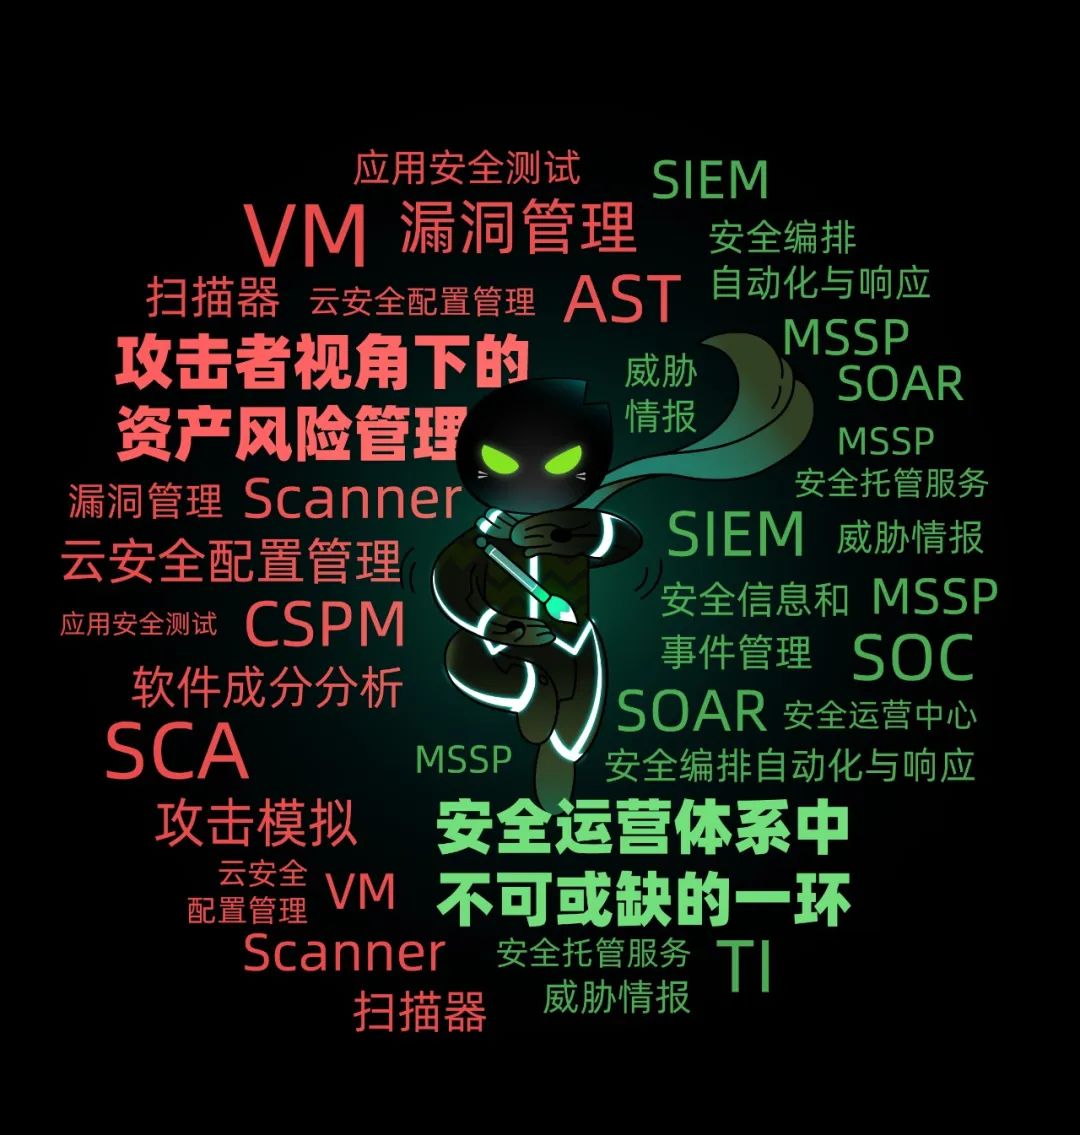 应用安全测试
SIEM
VM
漏洞管理
安全编排
自动化与响应
扫描器
云安全配置管理
AST
MSSP
攻击者视角下的
资产风险管理
威胁
情报
SOAR
MSSP
漏洞管理
Scanner
安全托管服务
SIEM
威胁情报
云安全配置管理
安全信息和
事件管理
MSSP
应用安全测试
CSPM
SOC
软件成分分析
SOAR
安全运营中心
SCA
MSSP
安全编排自动化与响应
攻击模拟
安全运营体系中
不可或缺的一环
云安全
配置管理
VM
Scanner
安全托管服务
TI
扫描器
威胁情报